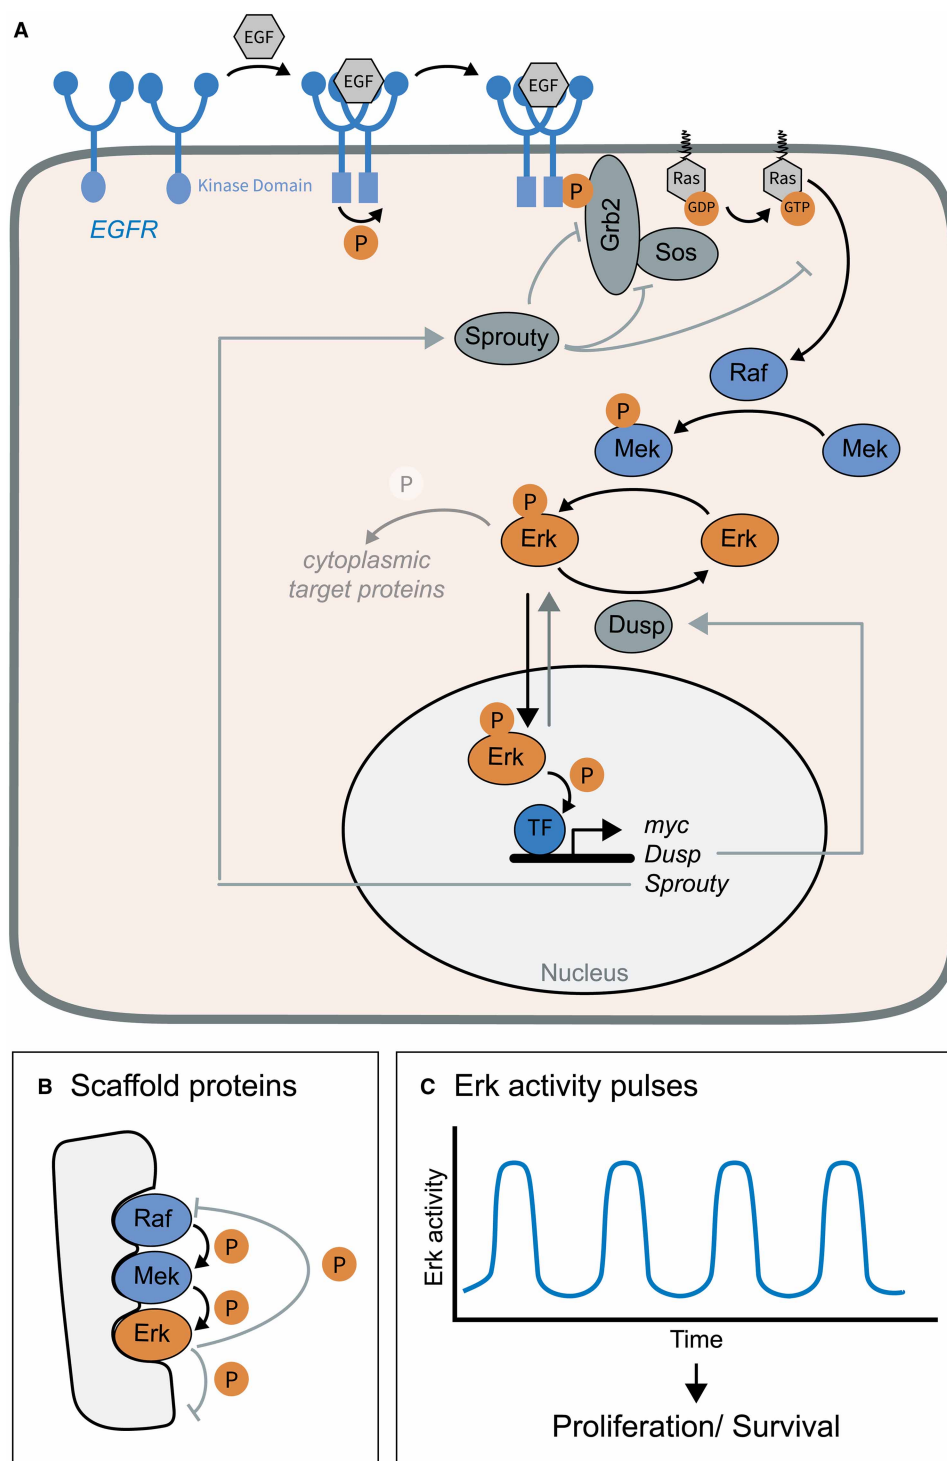 A
EGF
EGF
EGF
Kinase Domain
EGFR
P
P
Grb2
Sos
Ras
GDP
Ras
GTP
Sprouty
Raf
P
Mek
Mek
P
cytoplasmic
target proteins
P
Erk
Erk
Dusp
P
Erk
P
TF
myc
Dusp
Sprouty
Nucleus
B Scaffold proteins
Raf
P
Mek
P
P
Erk
P
C Erk activity pulses
Erk activity
Time
Proliferation/ Survival